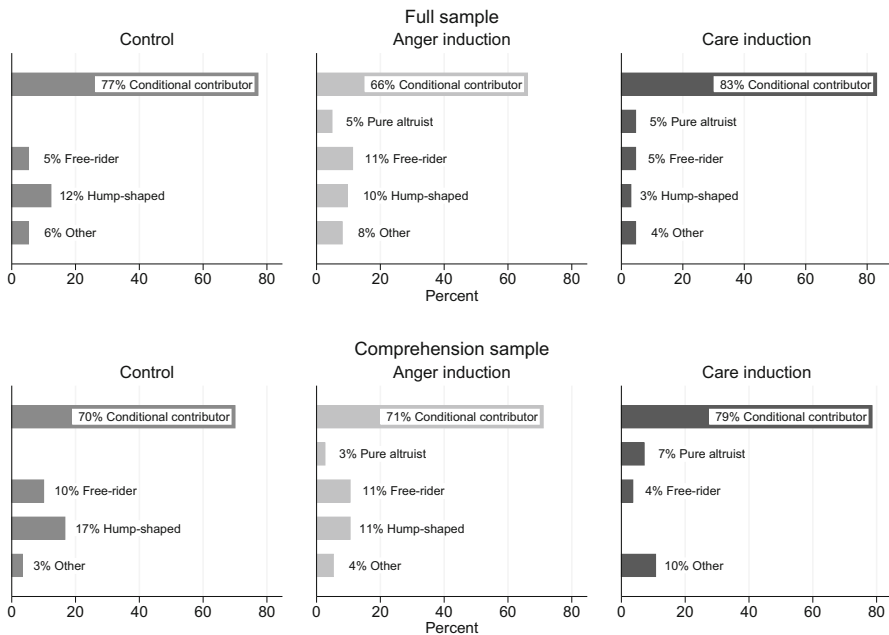 Full sample
Control
Anger induction
Care induction
77% Conditional contributor
5% Free-rider
12% Hump-shaped
6% Other
0 20 40 60 80
66% Conditional contributor
5% Pure altruist
11% Free-rider
10% Hump-shaped
8% Other
0 20 40 60 80
Percent
83% Conditional contributor
5% Pure altruist
5% Free-rider
3% Hump-shaped
4% Other
0 20 40 60 80
Comprehension sample
Control
Anger induction
Care induction
70% Conditional contributor
10% Free-rider
17% Hump-shaped
3% Other
0 20 40 60 80
71% Conditional contributor
3% Pure altruist
11% Free-rider
11% Hump-shaped
4% Other
0 20 40 60 80
Percent
79% Conditional contributor
7% Pure altruist
4% Free-rider
10% Other
0 20 40 60 80